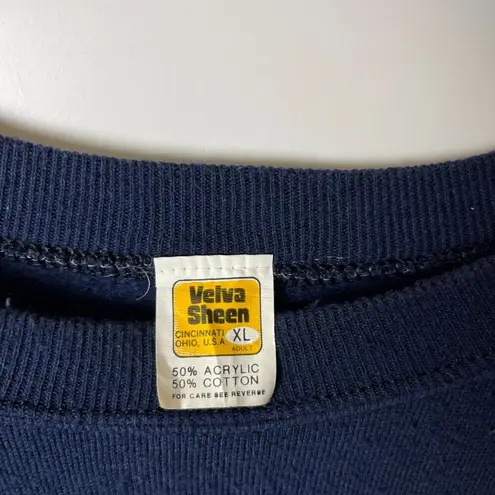 Velva
Sheen
CINCINNATI XL
OHIO, U.S.A. ADULT
50% ACRYLIC
50% COTTON
FOR CARE SEE REVERSE